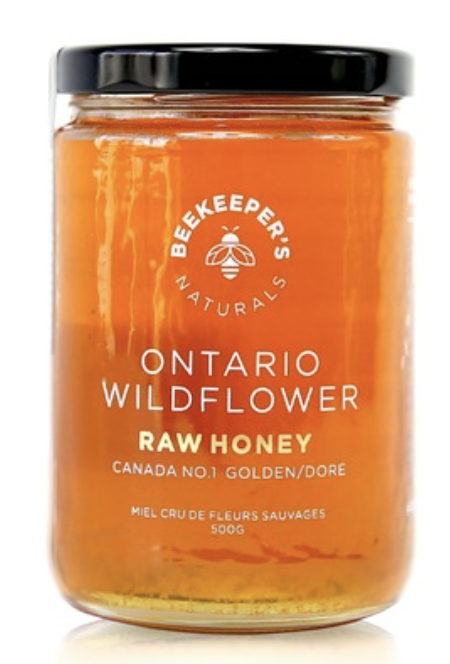 BEEKEEPER'S
NATURALS
ONTARIO
WILDFLOWER
RAW HONEY
CANADA NO.1 GOLDEN/DORÉ
MIEL CRU DE FLEURS SAUVAGES
500G